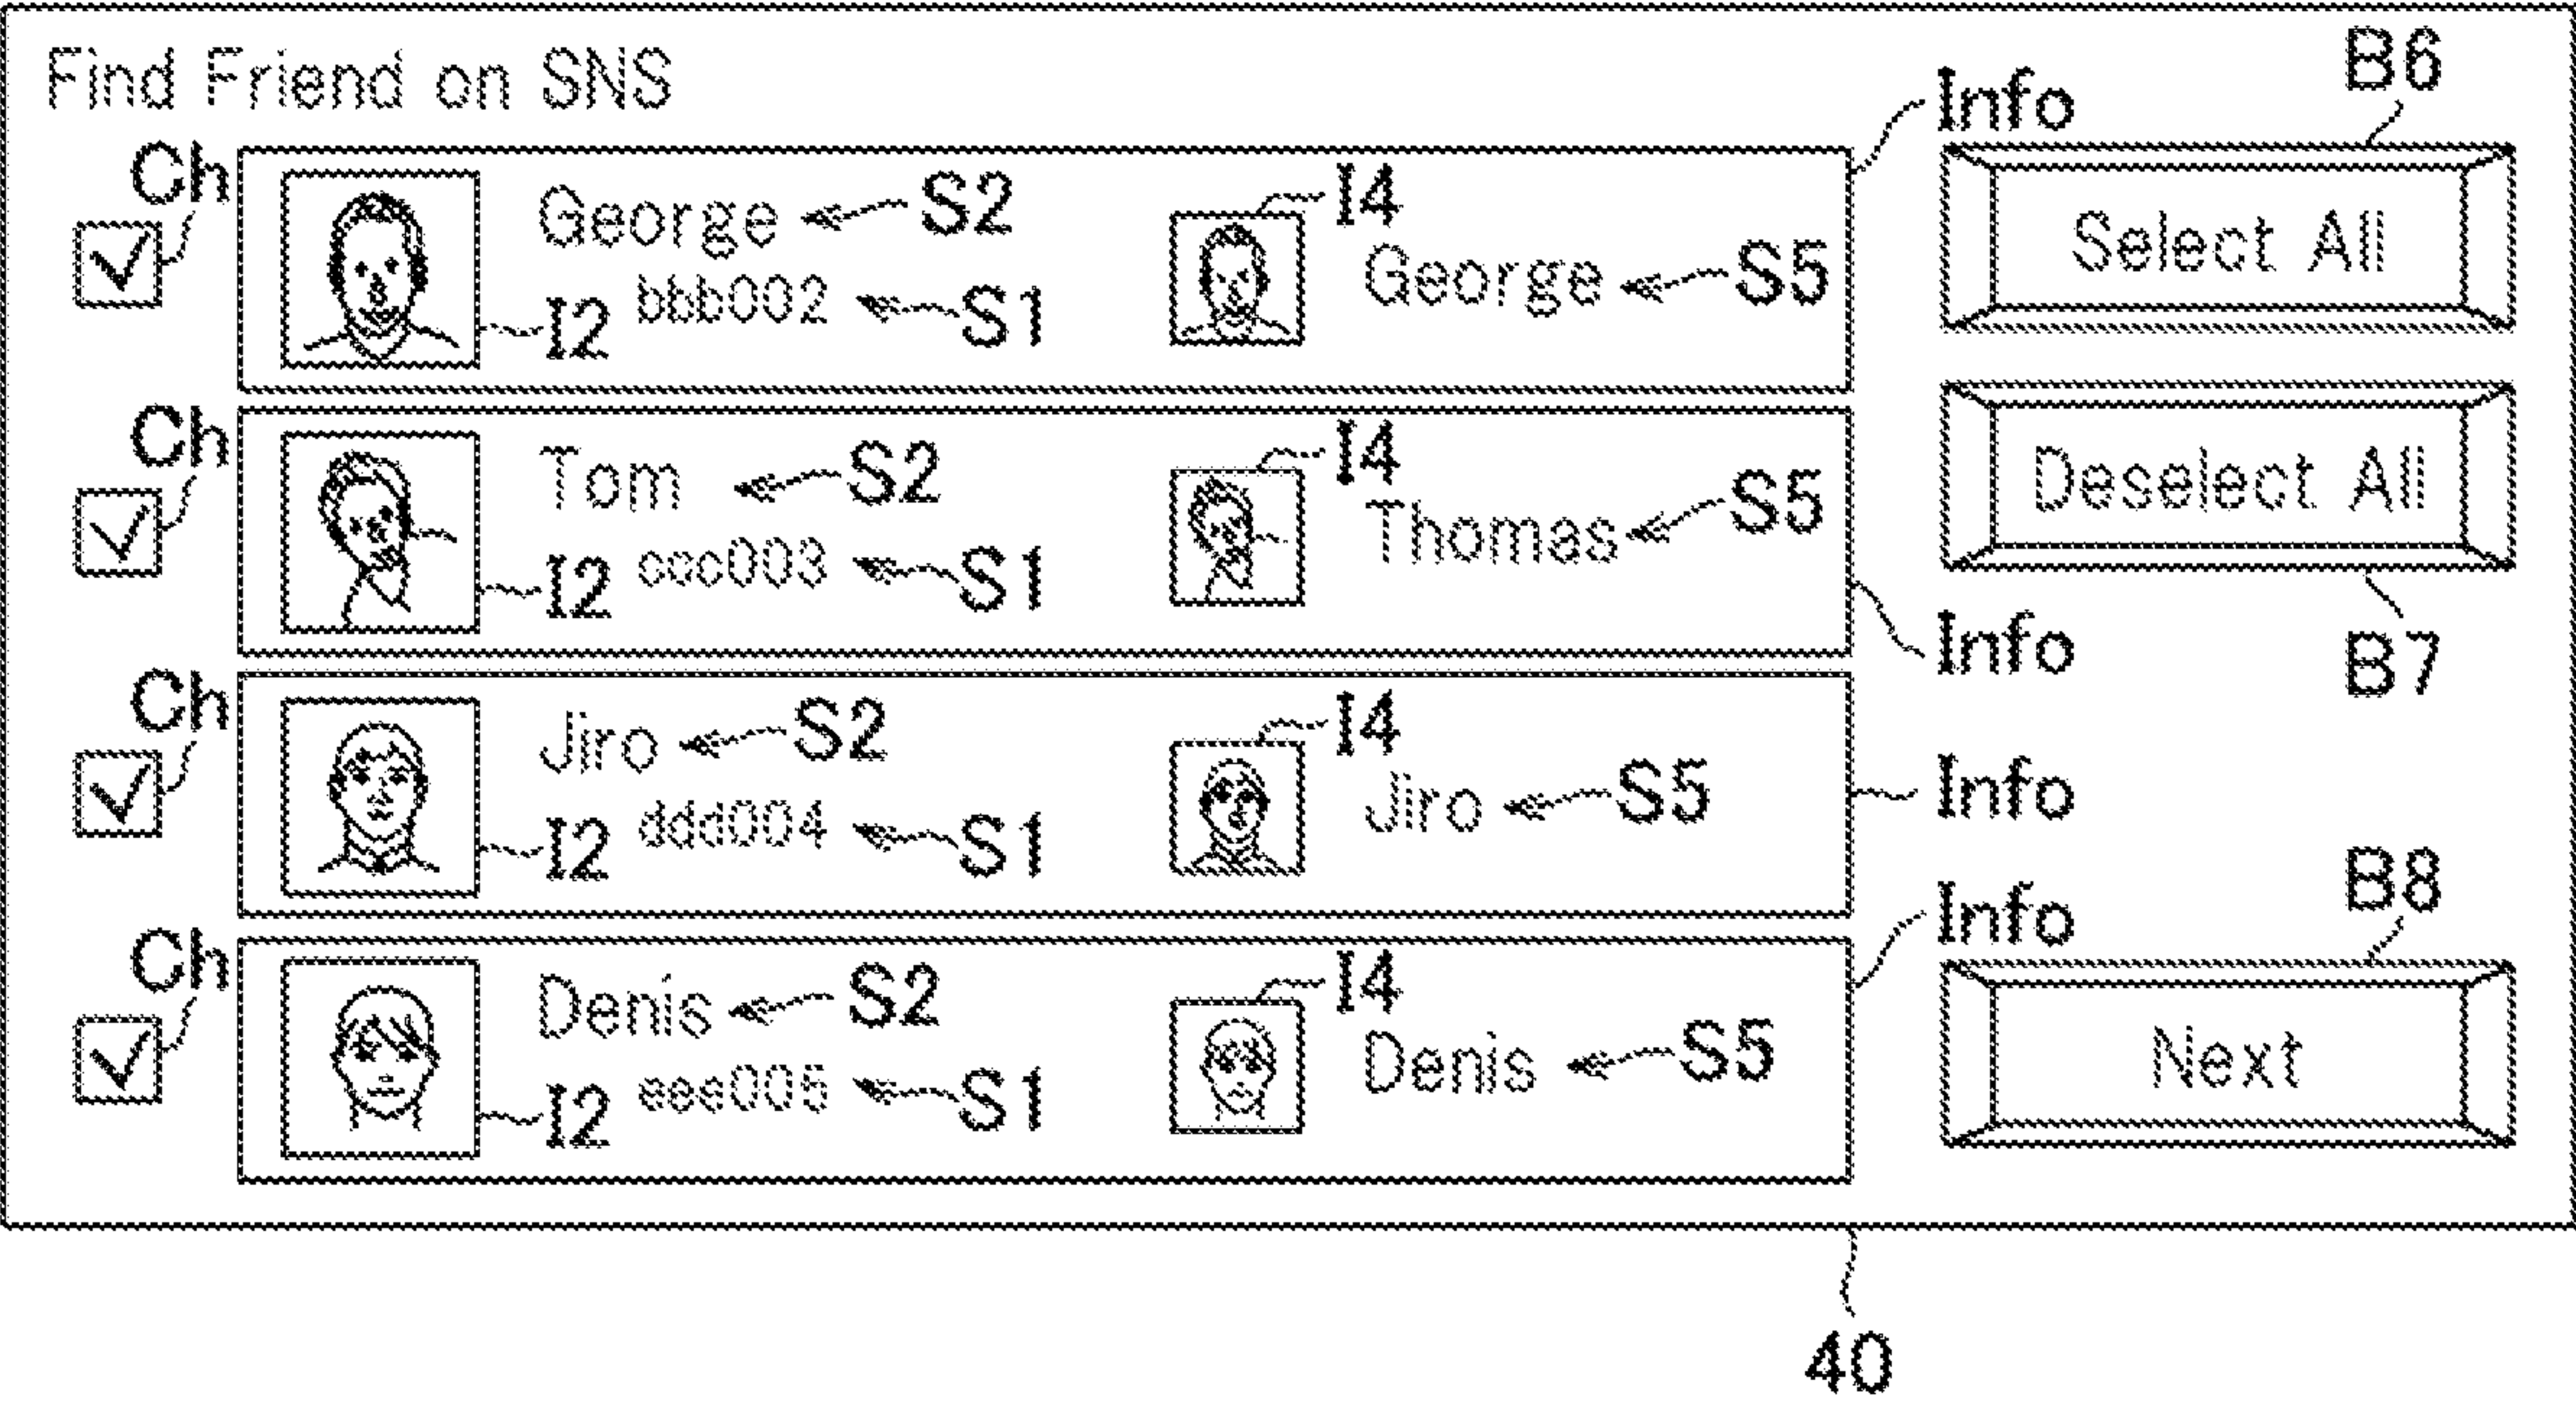 Find Friend on SNS
B6
Info
Ch
George S2
I4
Select All
bbb002 S1
George S5
I2
Ch
Tom S2
I4
Deselect All
ccc003 S1
Thomas S5
I2
Info
B7
Ch
Jiro S2
I4
Info
ddd004 S1
Jiro S5
I2
B8
Info
Ch
Denis S2
I4
Next
eee005 S1
Denis S5
I2
40